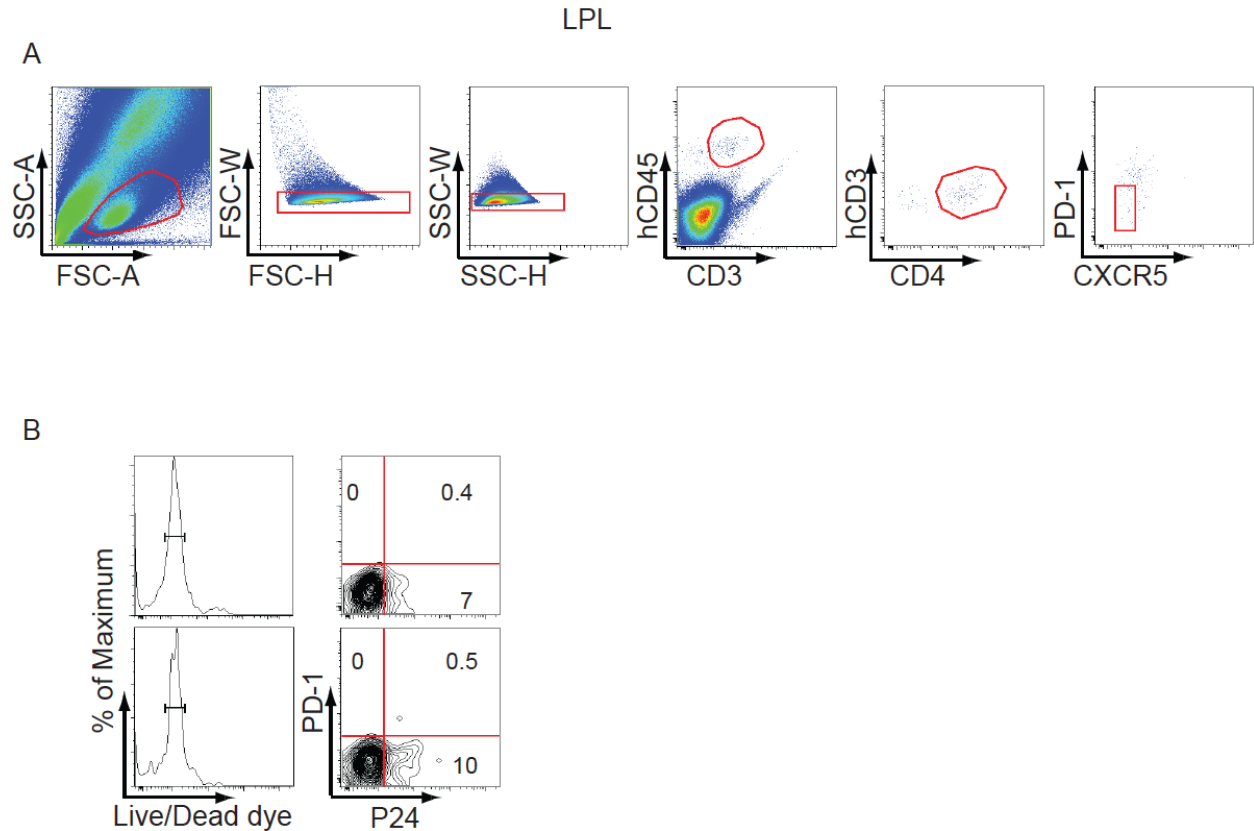 LPL
A
SSC-A
FSC-A
FSC-W
FSC-H
SSC-W
SSC-H
hCD45
CD3
hCD3
CD4
PD-1
CXCR5
B
% of Maximum
Live/Dead dye
PD-1
P24
0 0.4
7
0 0.5
10